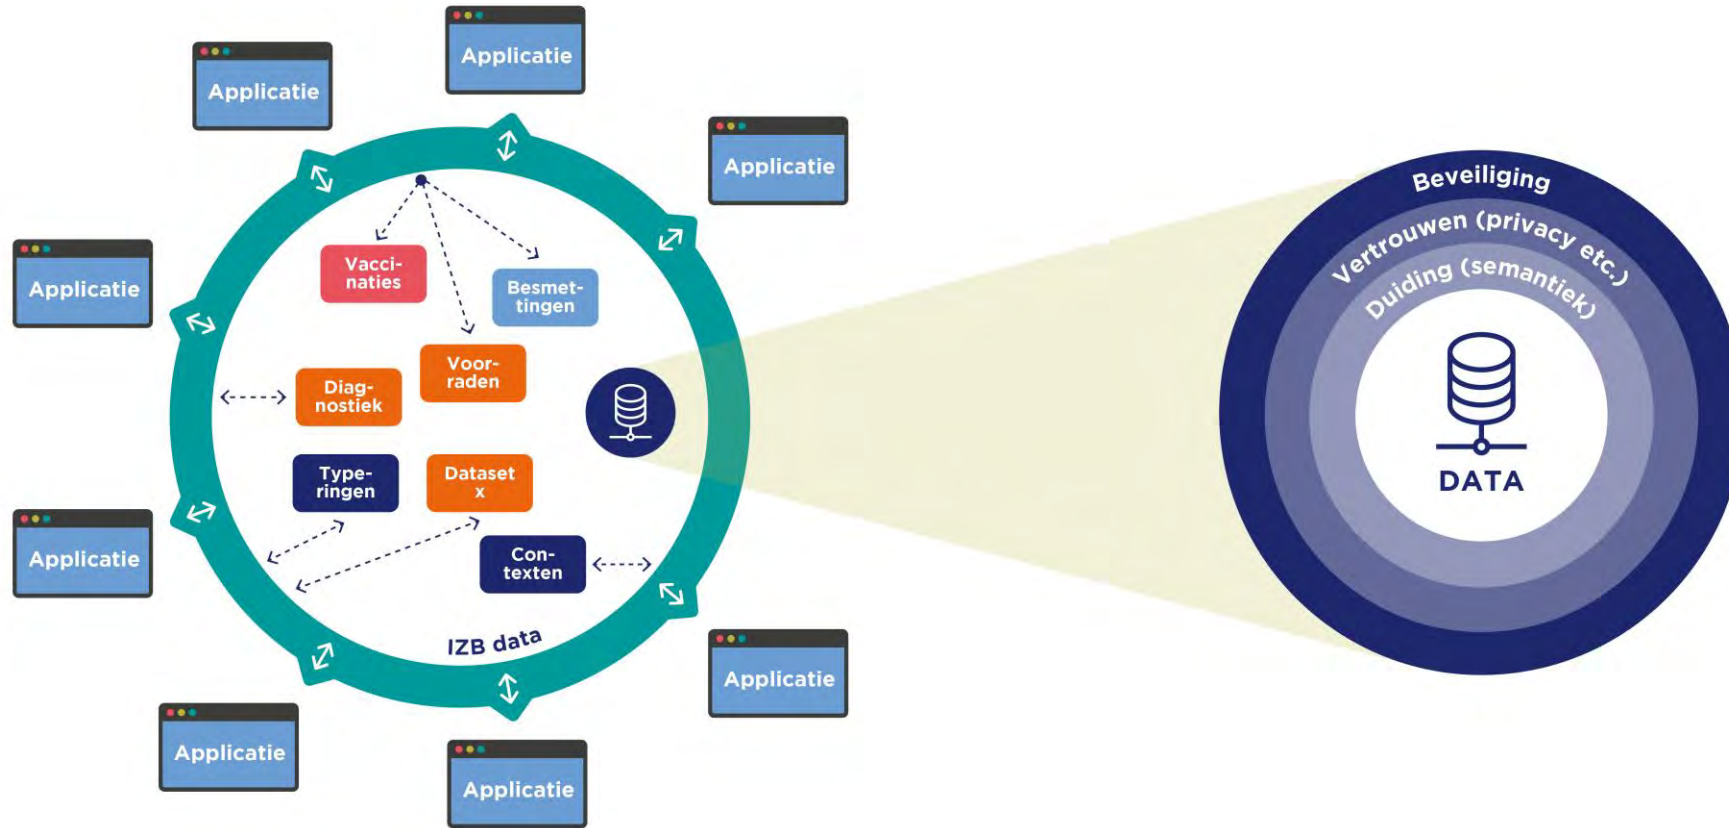 Applicatie
Applicatie
Applicatie
Applicatie
Applicatie
Applicatie
Applicatie
Applicatie
Vacci-
naties
Besmet-
tingen
Voor-
raden
Diag-
nostiek
Type-
ringen
Dataset
x
Con-
texten
IZB data
Beveiliging
Vertrouwen (privacy etc.)
Duiding (semantiek)
DATA